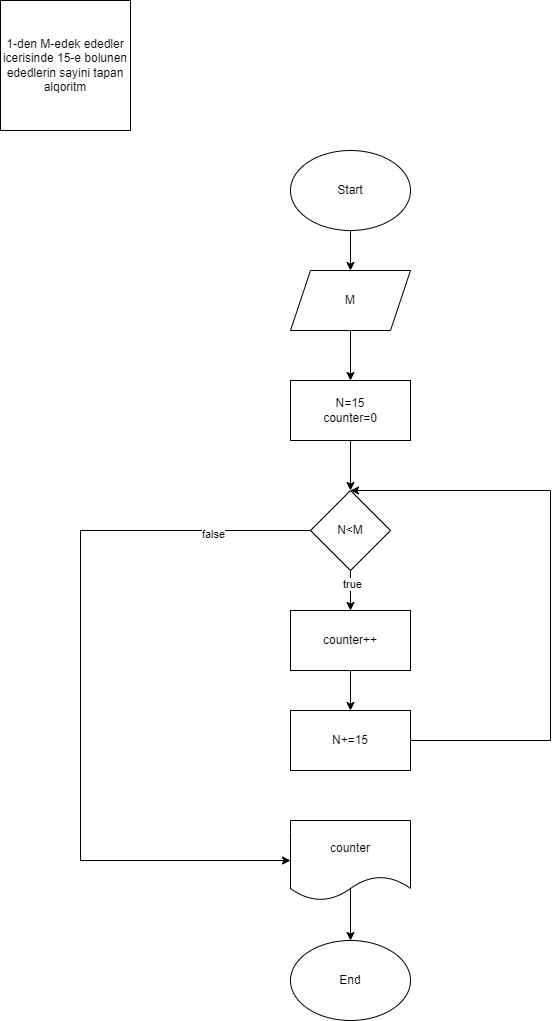 1-den M-edek ededler
icerisinde 15-e bolunen
ededlerin sayini tapan
alqoritm
Start
M
N=15
counter=0
N<M
false
true
counter++
N+=15
counter
End